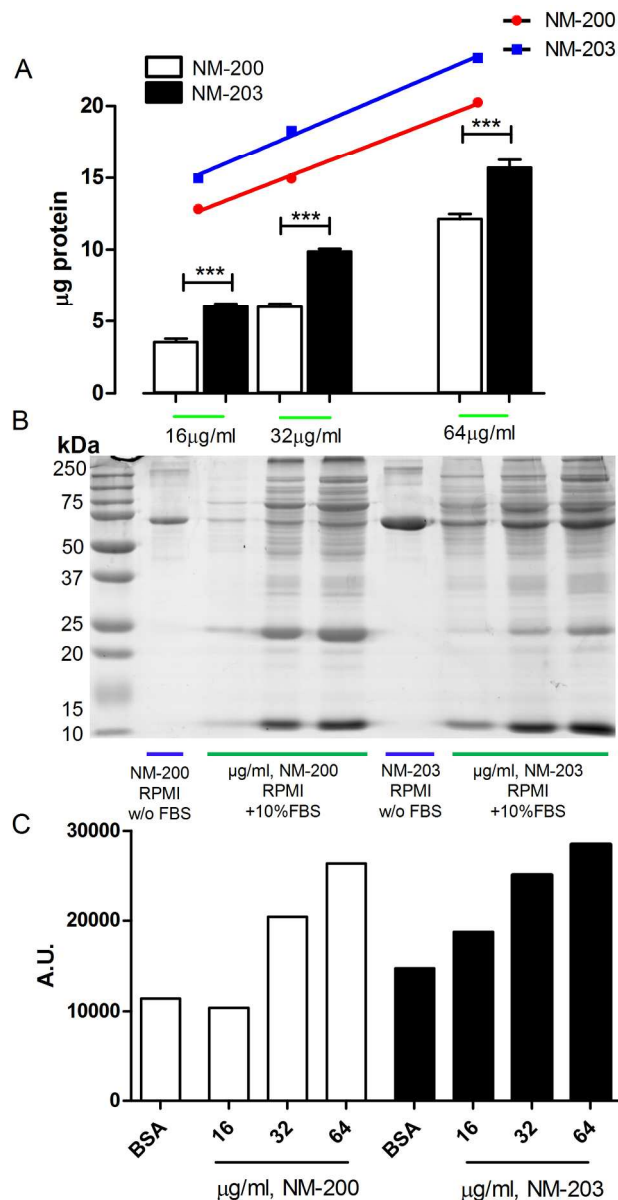 NM-200
NM-203
A
NM-200
NM-203
20
15
10
5
0
µg protein
***
***
***
16µg/ml
32µg/ml
64µg/ml
B
kDa
250
75
50
37
25
20
15
10
NM-200
RPMI
w/o FBS
µg/ml, NM-200
RPMI
+10%FBS
NM-203
RPMI
w/o FBS
µg/ml, NM-203
RPMI
+10%FBS
C
30000
20000
10000
0
A.U.
BSA
16
32
64
BSA
16
32
64
µg/ml, NM-200
µg/ml, NM-203